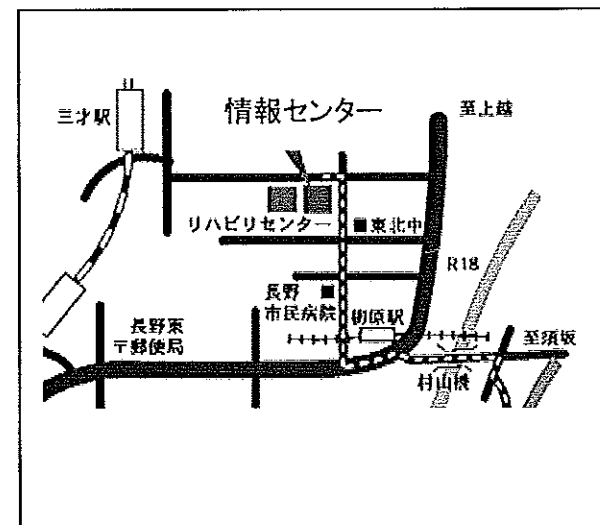 情報センター
至上越
三才駅
リハビリセンター
■東北中
R18
長野
市民病院
柳原駅
長野東
〒郵便局
至須坂
村山橋